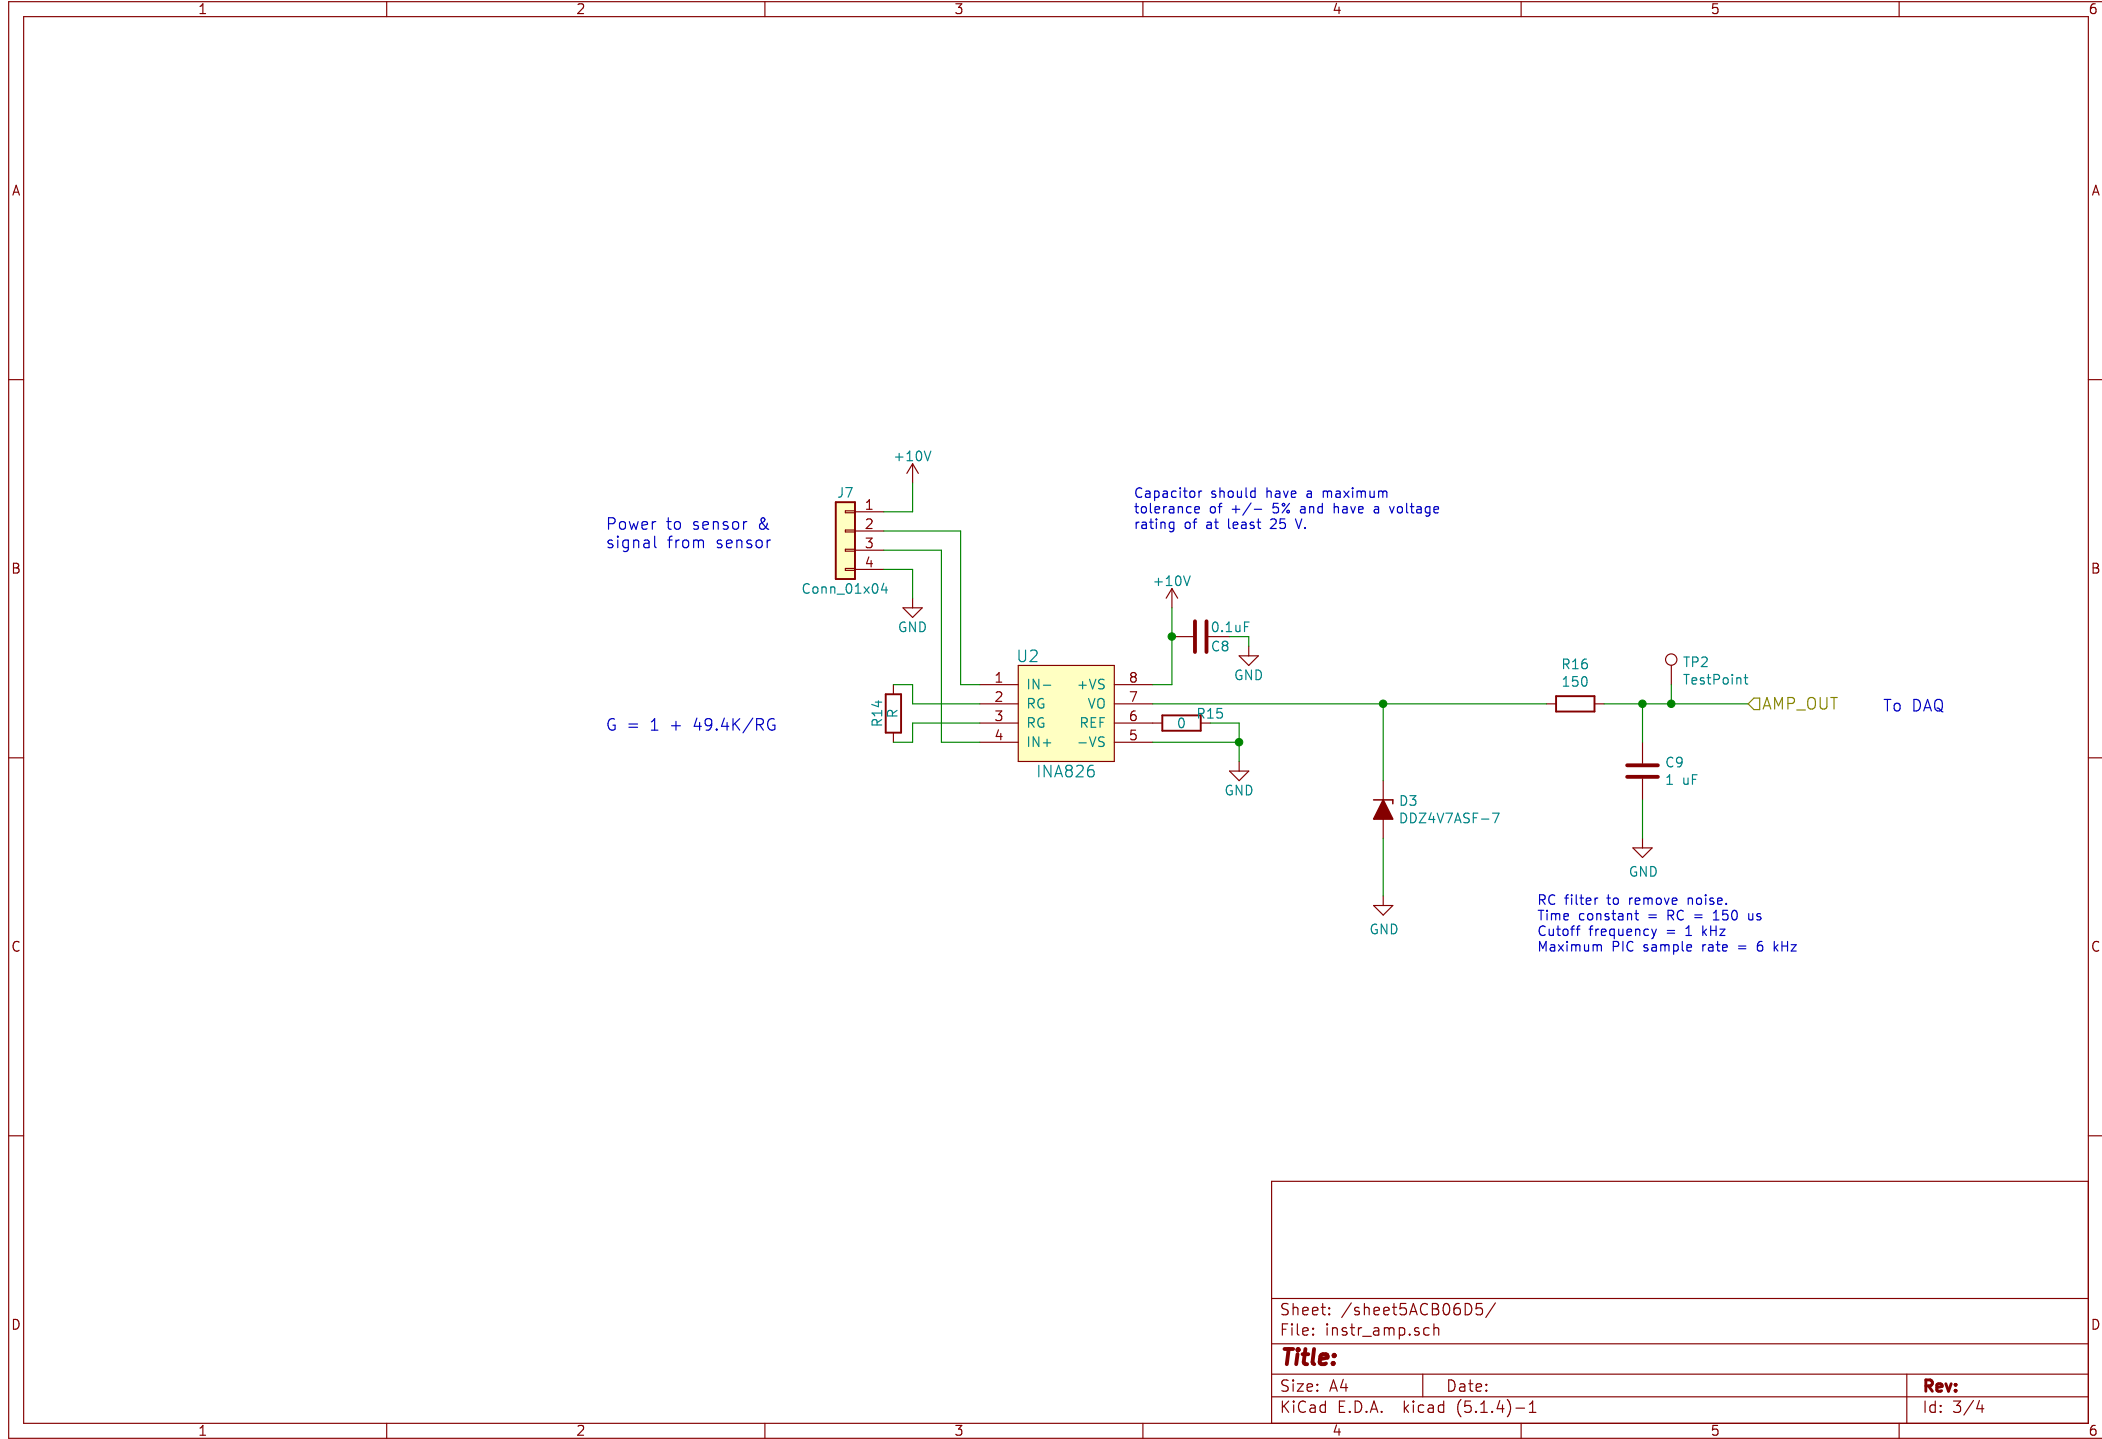 1 2 3 4 5 6
A A
+10V
J7
1
2
3
4
Conn_01x04
GND
Power to sensor &
signal from sensor
Capacitor should have a maximum
tolerance of +/- 5% and have a voltage
rating of at least 25 V.
B B
+10V
0.1uF
C8
GND
U2
1 IN- +VS 8
2 RG VO 7
3 RG REF 6
4 IN+ -VS 5
INA826
R14
R
G = 1 + 49.4K/RG
R15
0
GND
R16
150
TP2
TestPoint
AMP_OUT
To DAQ
C9
1 uF
GND
D3
DDZ4V7ASF-7
GND
RC filter to remove noise.
Time constant = RC = 150 us
Cutoff frequency = 1 kHz
Maximum PIC sample rate = 6 kHz
C C
D D
Sheet: /sheet5ACB06D5/
File: instr_amp.sch
Title:
Size: A4 Date: Rev:
KiCad E.D.A. kicad (5.1.4)-1 Id: 3/4
1 2 3 4 5 6